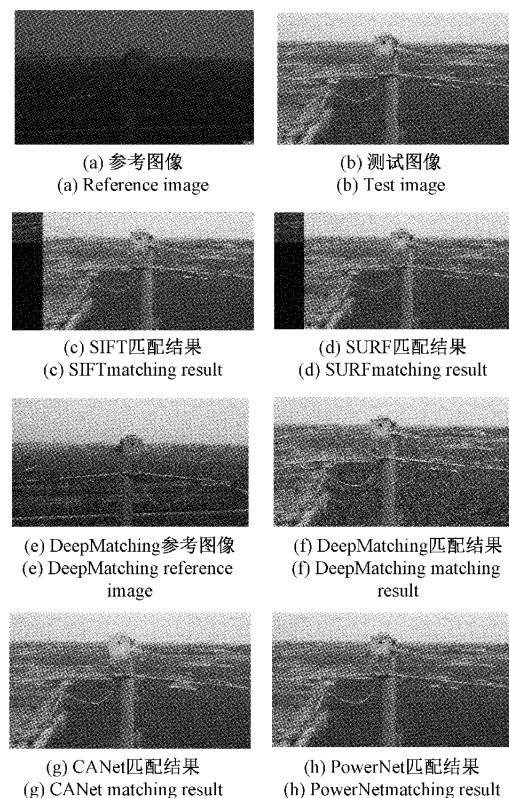 (a) 参考图像
(a) Reference image
(b) 测试图像
(b) Test image
(c) SIFT匹配结果
(c) SIFTmatching result
(d) SURF匹配结果
(d) SURFmatching result
(e) DeepMatching参考图像
(e) DeepMatching reference
image
(f) DeepMatching匹配结果
(f) DeepMatching matching
result
(g) CANet匹配结果
(g) CANet matching result
(h) PowerNet匹配结果
(h) PowerNetmatching result